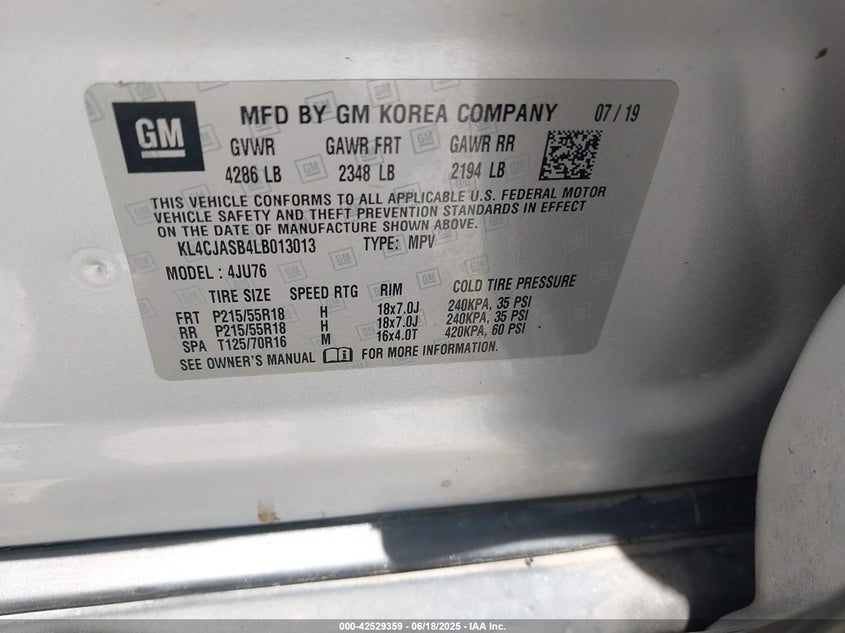 GM
MFD BY GM KOREA COMPANY 07/19
GVWR GAWR FRT GAWR RR
4286 LB 2348 LB 2194 LB
THIS VEHICLE CONFORMS TO ALL APPLICABLE U.S. FEDERAL MOTOR
VEHICLE SAFETY AND THEFT PREVENTION STANDARDS IN EFFECT
ON THE DATE OF MANUFACTURE SHOWN ABOVE.
KL4CJASB4LB013013 TYPE: MPV
MODEL: 4JU76
TIRE SIZE SPEED RTG RIM COLD TIRE PRESSURE
FRT P215/55R18 H 18x7.0J 240KPA, 35 PSI
RR P215/55R18 H 18x7.0J 240KPA, 35 PSI
SPA T125/70R16 M 16x4.0T 420KPA, 60 PSI
SEE OWNER'S MANUAL FOR MORE INFORMATION.
000-42529359 - 06/18/2025 - IAA Inc.